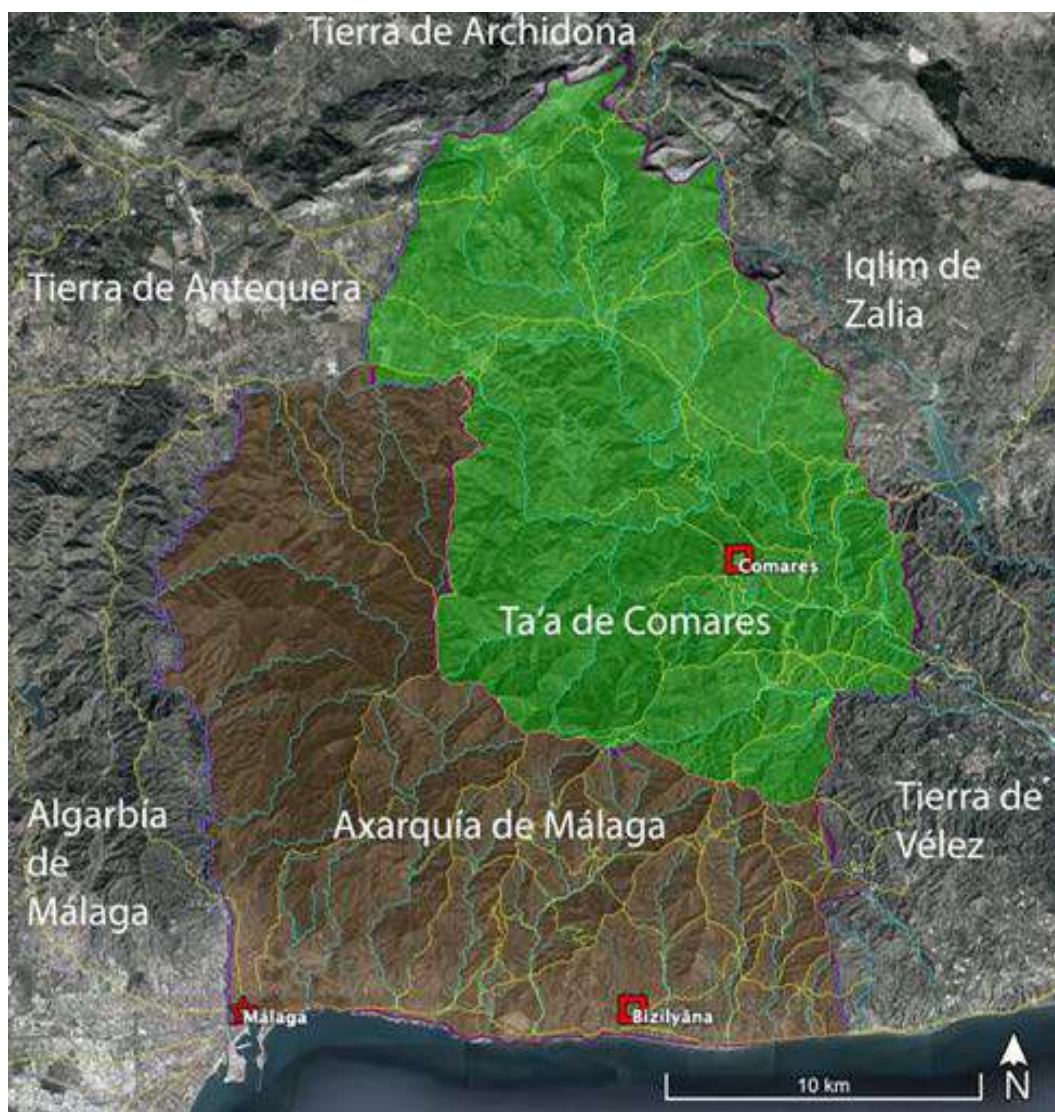 Tierra de Archidona
Iqlim de
Zalia
Tierra de Antequera
Comares
Ta'a de Comares
Tierra de
Vélez
Algarbía
de
Málaga
Axarquía de Málaga
Málaga
Bizilyâna
10 km
N